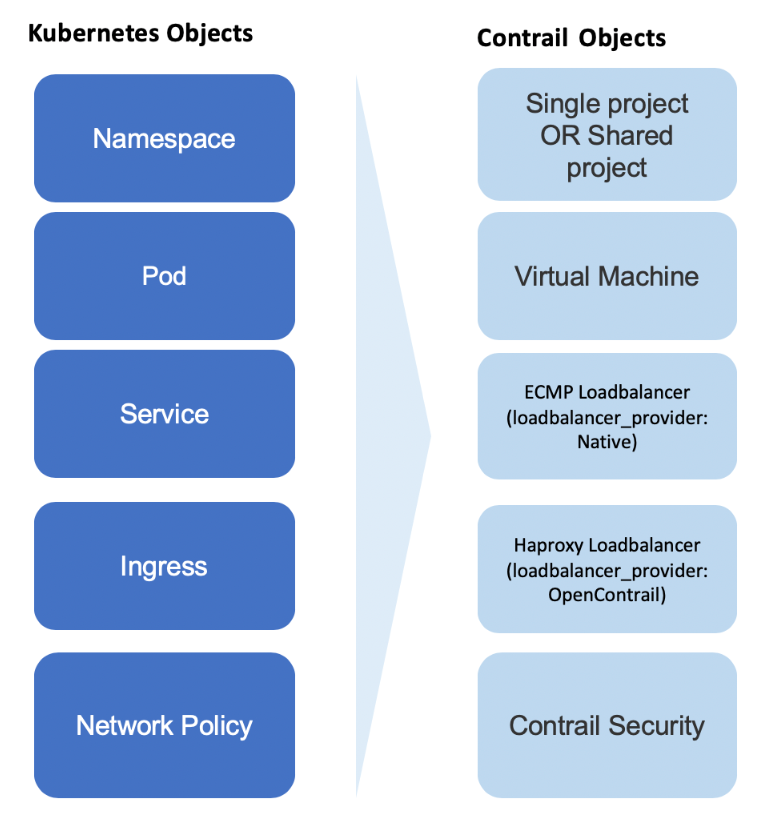 Kubernetes Objects
Contrail Objects
Namespace
Single project
OR Shared
project
Pod
Virtual Machine
Service
ECMP Loadbalancer
(loadbalancer_provider:
Native)
Ingress
Haproxy Loadbalancer
(loadbalancer_provider:
OpenContrail)
Network Policy
Contrail Security